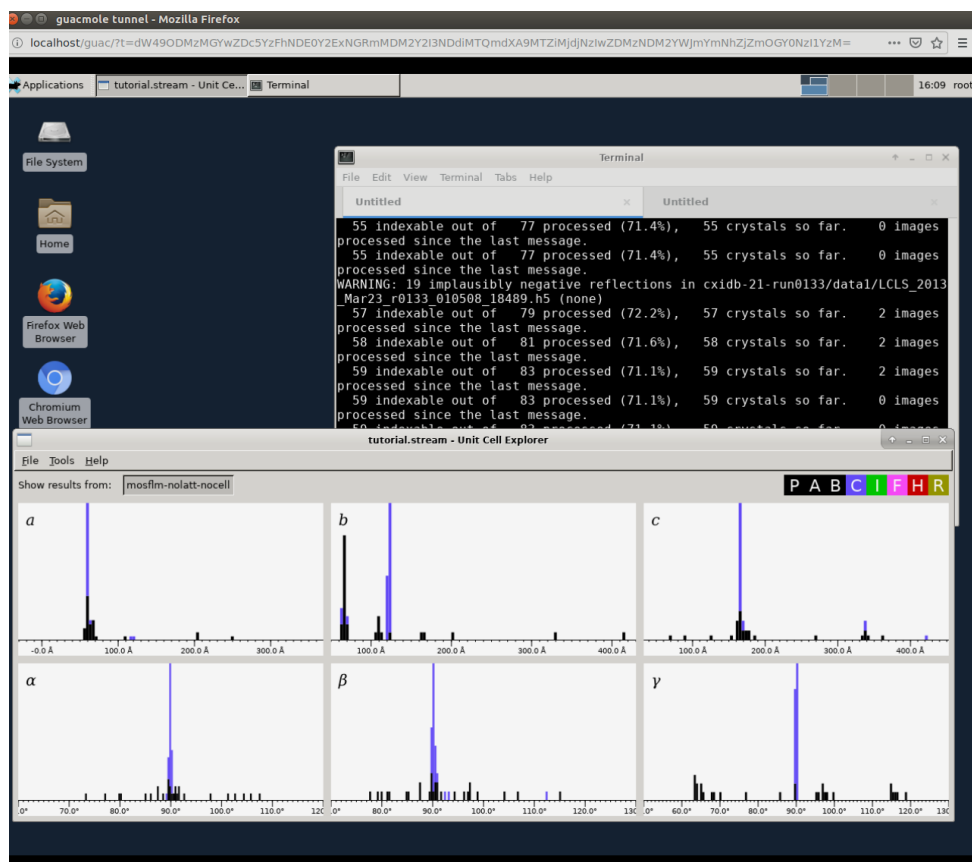 guacmole tunnel - Mozilla Firefox
localhost/guac/?t=dW49ODMzMGYwZDc5YzFhNDE0Y2ExNGRmMDM2Y2I3NDdiMTQmdXA9MTZiMjdjNzIwZDMzNDM2YWJmYmNhZjZmOGY0NzI1YzM=
Applications tutorial.stream - Unit Ce... Terminal 16:09 root
File System
Home
Firefox Web
Browser
Chromium
Web Browser
Terminal
File Edit View Terminal Tabs Help
Untitled Untitled
55 indexable out of 77 processed (71.4%), 55 crystals so far. 0 images
processed since the last message.
55 indexable out of 77 processed (71.4%), 55 crystals so far. 0 images
processed since the last message.
WARNING: 19 implausibly negative reflections in cxidb-21-run0133/data1/LCLS_2013
_Mar23_r0133_010508_18489.h5 (none)
57 indexable out of 79 processed (72.2%), 57 crystals so far. 2 images
processed since the last message.
58 indexable out of 81 processed (71.6%), 58 crystals so far. 2 images
processed since the last message.
59 indexable out of 83 processed (71.1%), 59 crystals so far. 2 images
processed since the last message.
59 indexable out of 83 processed (71.1%), 59 crystals so far. 0 images
processed since the last message.
tutorial.stream - Unit Cell Explorer
File Tools Help
Show results from: mosflm-nolatt-nocell P A B C I F H R
a b c
-0.0 Å 100.0 Å 200.0 Å 300.0 Å 100.0 Å 200.0 Å 300.0 Å 400.0 Å 100.0 Å 200.0 Å 300.0 Å 400.0 Å
α β γ
70.0° 80.0° 90.0° 100.0° 110.0° 80.0° 90.0° 100.0° 110.0° 120.0° 60.0° 70.0° 80.0° 90.0° 100.0° 110.0° 120.0°